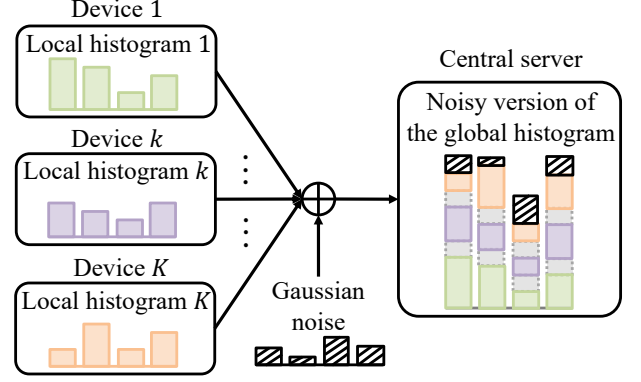 Device 1
Local histogram 1
Device k
Local histogram k
Device K
Local histogram K
Gaussian
noise
Central server
Noisy version of
the global histogram